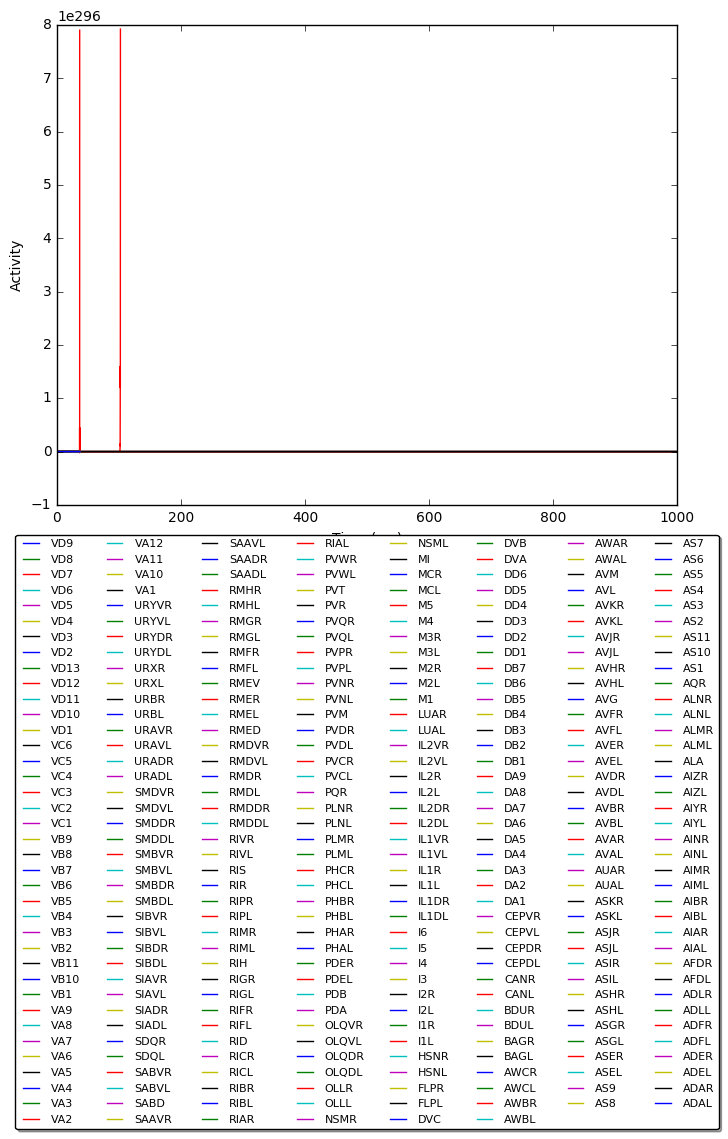 1e296
8
7
6
5
4
3
2
1
0
−1
Activity
0 200 400 600 800 1000
VD9 VA12 SAAVL RIAL NSML DVB AWAR AS7
VD8 VA11 SAADR PVWR MI DVA AWAL AS6
VD7 VA10 SAADL PVWL MCR DD6 AVM AS5
VD6 VA1 RMHR PVT MCL DD5 AVL AS4
VD5 URYVR RMHL PVR M5 DD4 AVKR AS3
VD4 URYVL RMGR PVQR M4 DD3 AVKL AS2
VD3 URYDR RMGL PVQL M3R DD2 AVJR AS11
VD2 URYDL RMFR PVPR M3L DD1 AVJL AS10
VD13 URXR RMFL PVPL M2R DB7 AVHR AS1
VD12 URXL RMEV PVNR M2L DB6 AVHL AQR
VD11 URBR RMER PVNL M1 DB5 AVG ALNR
VD10 URBL RMEL PVM LUAR DB4 AVFR ALNL
VD1 URAVR RMED PVDR LUAL DB3 AVFL ALMR
VC6 URAVL RMDVR PVDL IL2VR DB2 AVER ALML
VC5 URADR RMDVL PVCR IL2VL DB1 AVEL ALA
VC4 URADL RMDR PVCL IL2R DA9 AVDR AIZR
VC3 SMDVR RMDL PQR IL2L DA8 AVDL AIZL
VC2 SMDVL RMDDR PLNR IL2DR DA7 AVBR AIYR
VC1 SMDDR RMDDL PLNL IL2DL DA6 AVBL AIYL
VB9 SMDDL RIVR PLMR IL1VR DA5 AVAR AINR
VB8 SMBVR RIVL PLML IL1VL DA4 AVAL AINL
VB7 SMBVL RIS PHCR IL1R DA3 AUAR AIMR
VB6 SMBDR RIR PHCL IL1L DA2 AUAL AIML
VB5 SMBDL RIPR PHBR IL1DR DA1 ASKR AIBR
VB4 SIBVR RIPL PHBL IL1DL CEPVR ASKL AIBL
VB3 SIBVL RIMR PHAR I6 CEPVL ASJR AIAR
VB2 SIBDR RIML PHAL I5 CEPDR ASJL AIAL
VB11 SIBDL RIH PDER I4 CEPDL ASIR AFDR
VB10 SIAVR RIGR PDEL I3 CANR ASIL AFDL
VB1 SIAVL RIGL PDB I2R CANL ASHR ADLR
VA9 SIADR RIFR PDA I2L BDUR ASHL ADLL
VA8 SIADL RIFL OLQVR I1R BDUL ASGR ADFR
VA7 SDQR RID OLQVL I1L BAGR ASGL ADFL
VA6 SDQL RICR OLQDR HSNR BAGL ASER ADER
VA5 SABVR RICL OLQDL HSNL AWCR ASEL ADEL
VA4 SABVL RIBR OLLR FLPR AWCL AS9 ADAR
VA3 SABD RIBL OLLL FLPL AWBR AS8 ADAL
VA2 SAAVR RIAR NSMR DVC AWBL